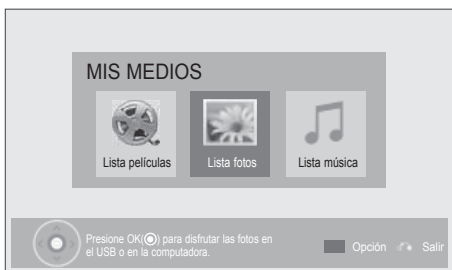 MIS MEDIOS
Lista películas
Lista fotos
Lista música
Presione OK(◉) para disfrutar las fotos en
el USB o en la computadora.
Opción
Salir